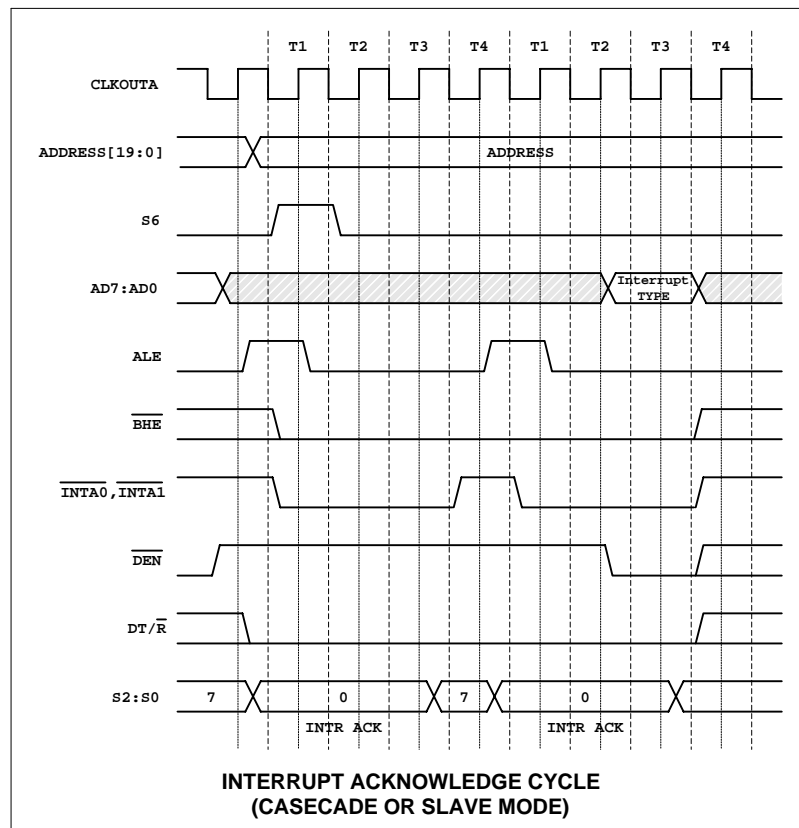 T1 T2 T3 T4 T1 T2 T3 T4
CLKOUTA
ADDRESS[19:0] ADDRESS
S6
AD7:AD0 Interrupt
TYPE
ALE
BHE
INTA0,INTA1
DEN
DT/R
S2:S0 7 0 7 0
INTR ACK INTR ACK
INTERRUPT ACKNOWLEDGE CYCLE
(CASECADE OR SLAVE MODE)